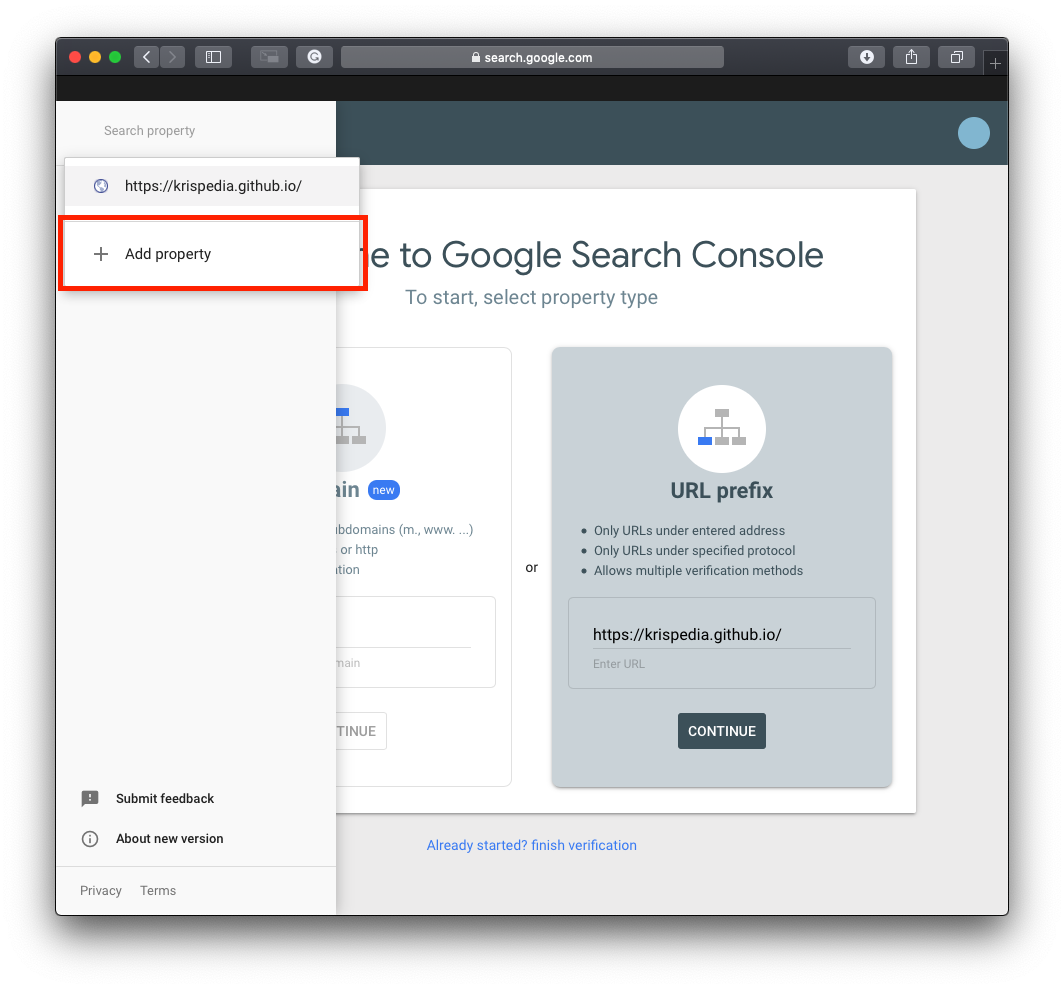 search.google.com
Search property
https://krispedia.github.io/
Add property
e to Google Search Console
To start, select property type
ain new
bdomains (m., www. ...)
or http
ation
main
TINUE
or
URL prefix
Only URLs under entered address
Only URLs under specified protocol
Allows multiple verification methods
https://krispedia.github.io/
Enter URL
CONTINUE
Already started? finish verification
Submit feedback
About new version
Privacy Terms